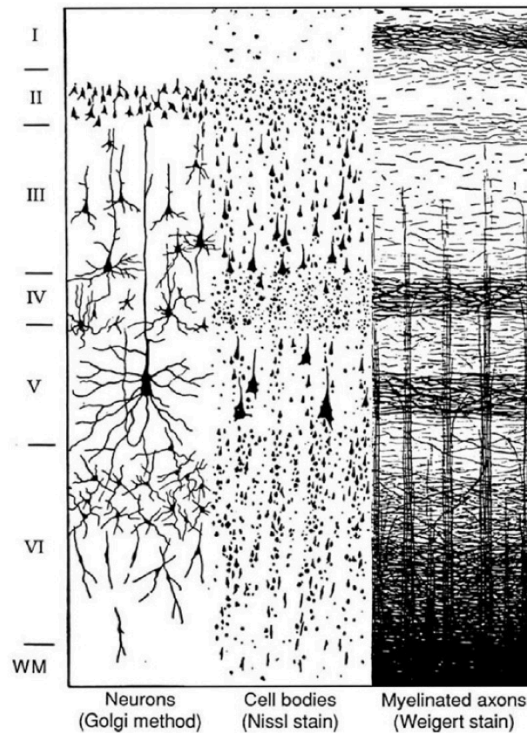 I
II
III
IV
V
VI
WM
Neurons
(Golgi method)
Cell bodies
(Nissl stain)
Myelinated axons
(Weigert stain)